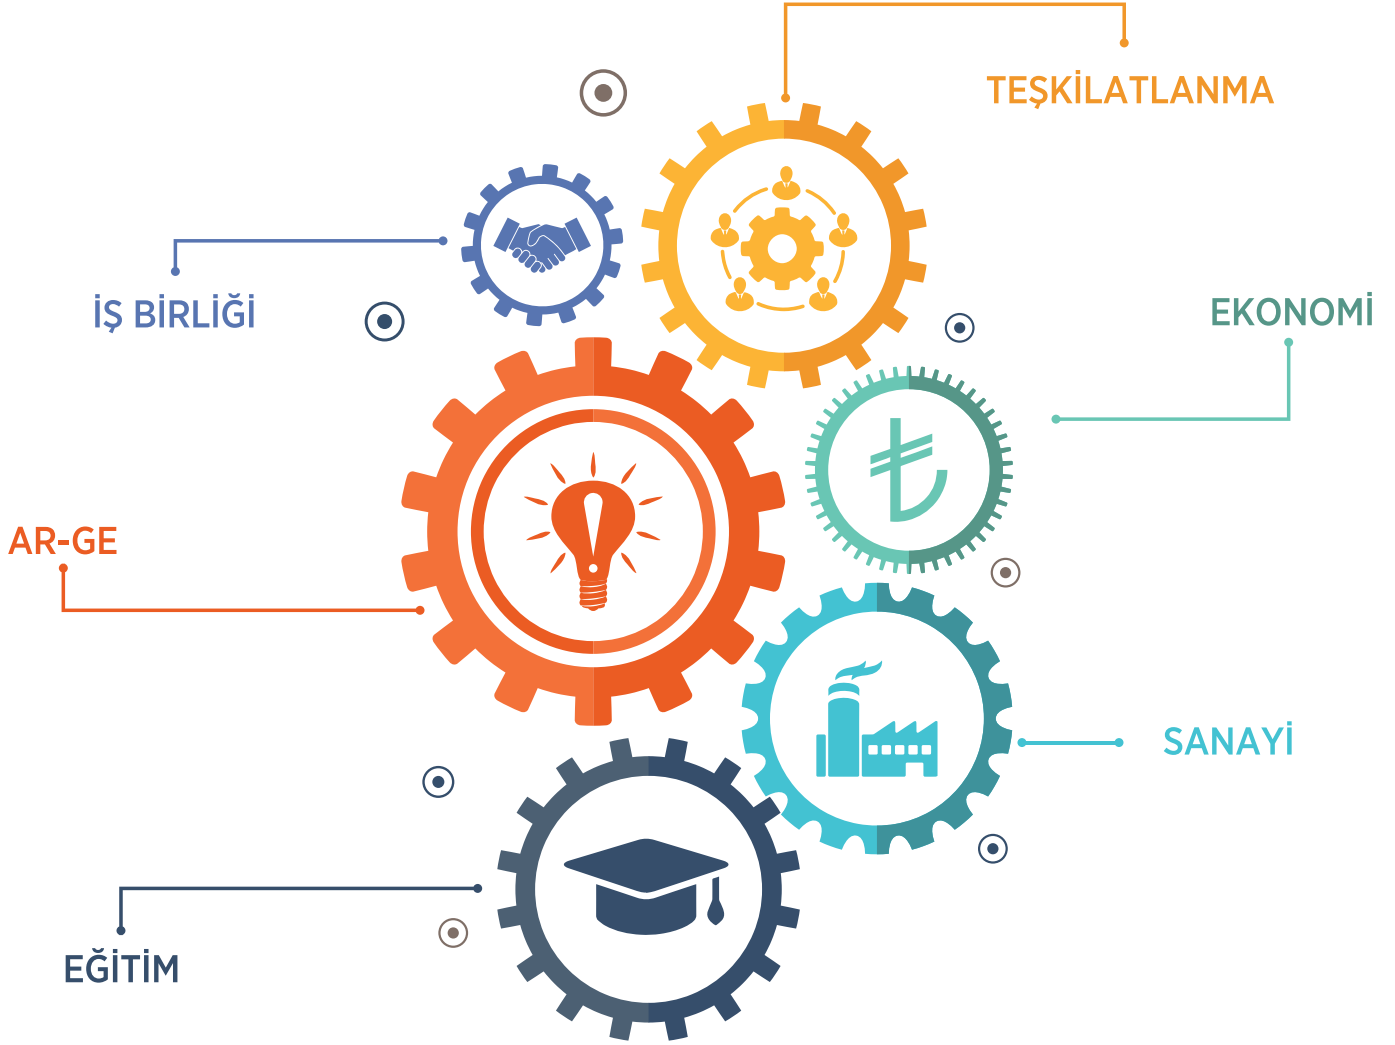 TEŞKİLATLANMA
İŞ BİRLİĞİ
EKONOMİ
AR-GE
SANAYİ
EĞİTİM